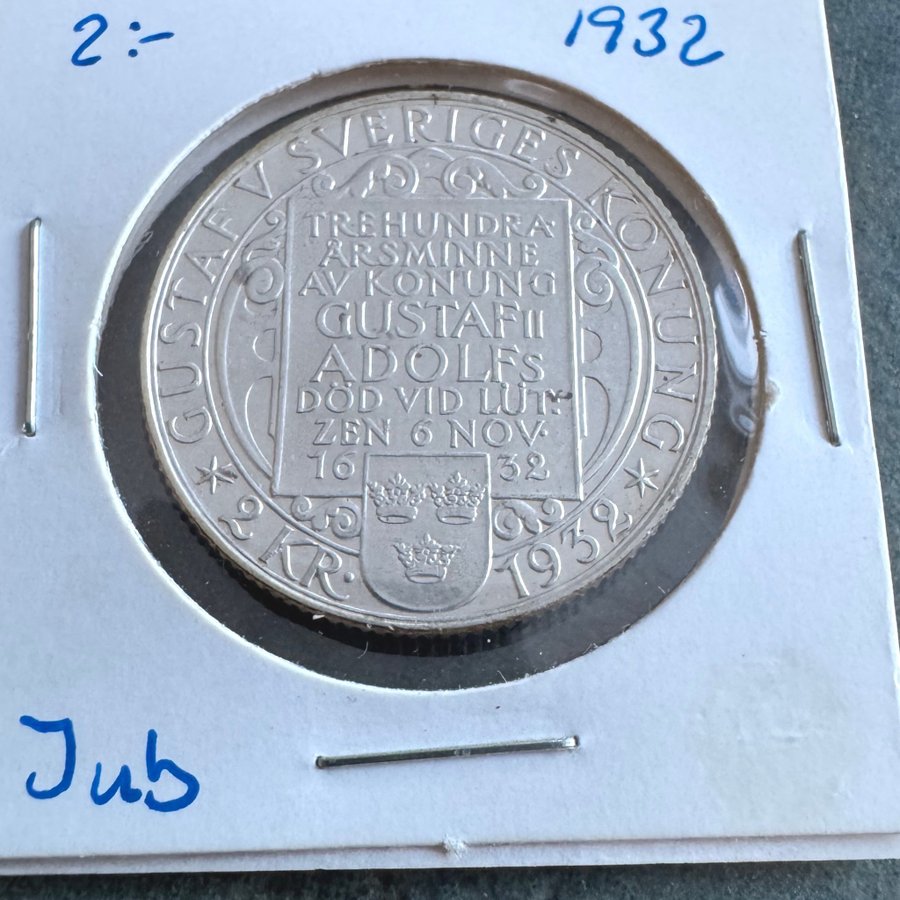 2:- 1932
GUSTAF V SVERIGES KONUNG
TREHUNDRA-
ÅRSMINNE
AV KONUNG
GUSTAF II
ADOLFS
DÖD VID LÜT-
ZEN 6 NOV·
16 32
* 2 KR. 1932 *
Jub